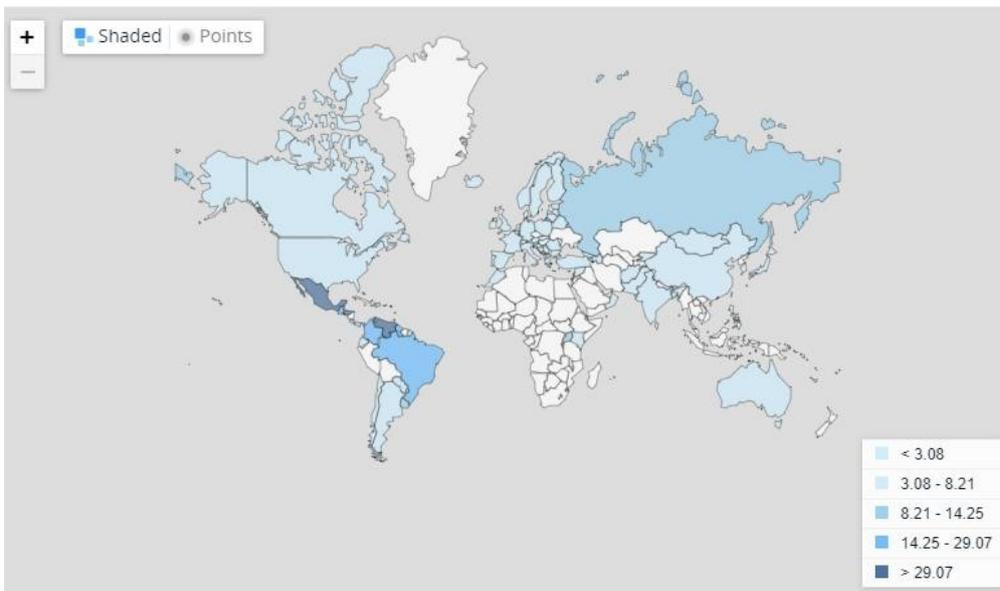 +
Shaded
Points
−
< 3.08
3.08 - 8.21
8.21 - 14.25
14.25 - 29.07
> 29.07